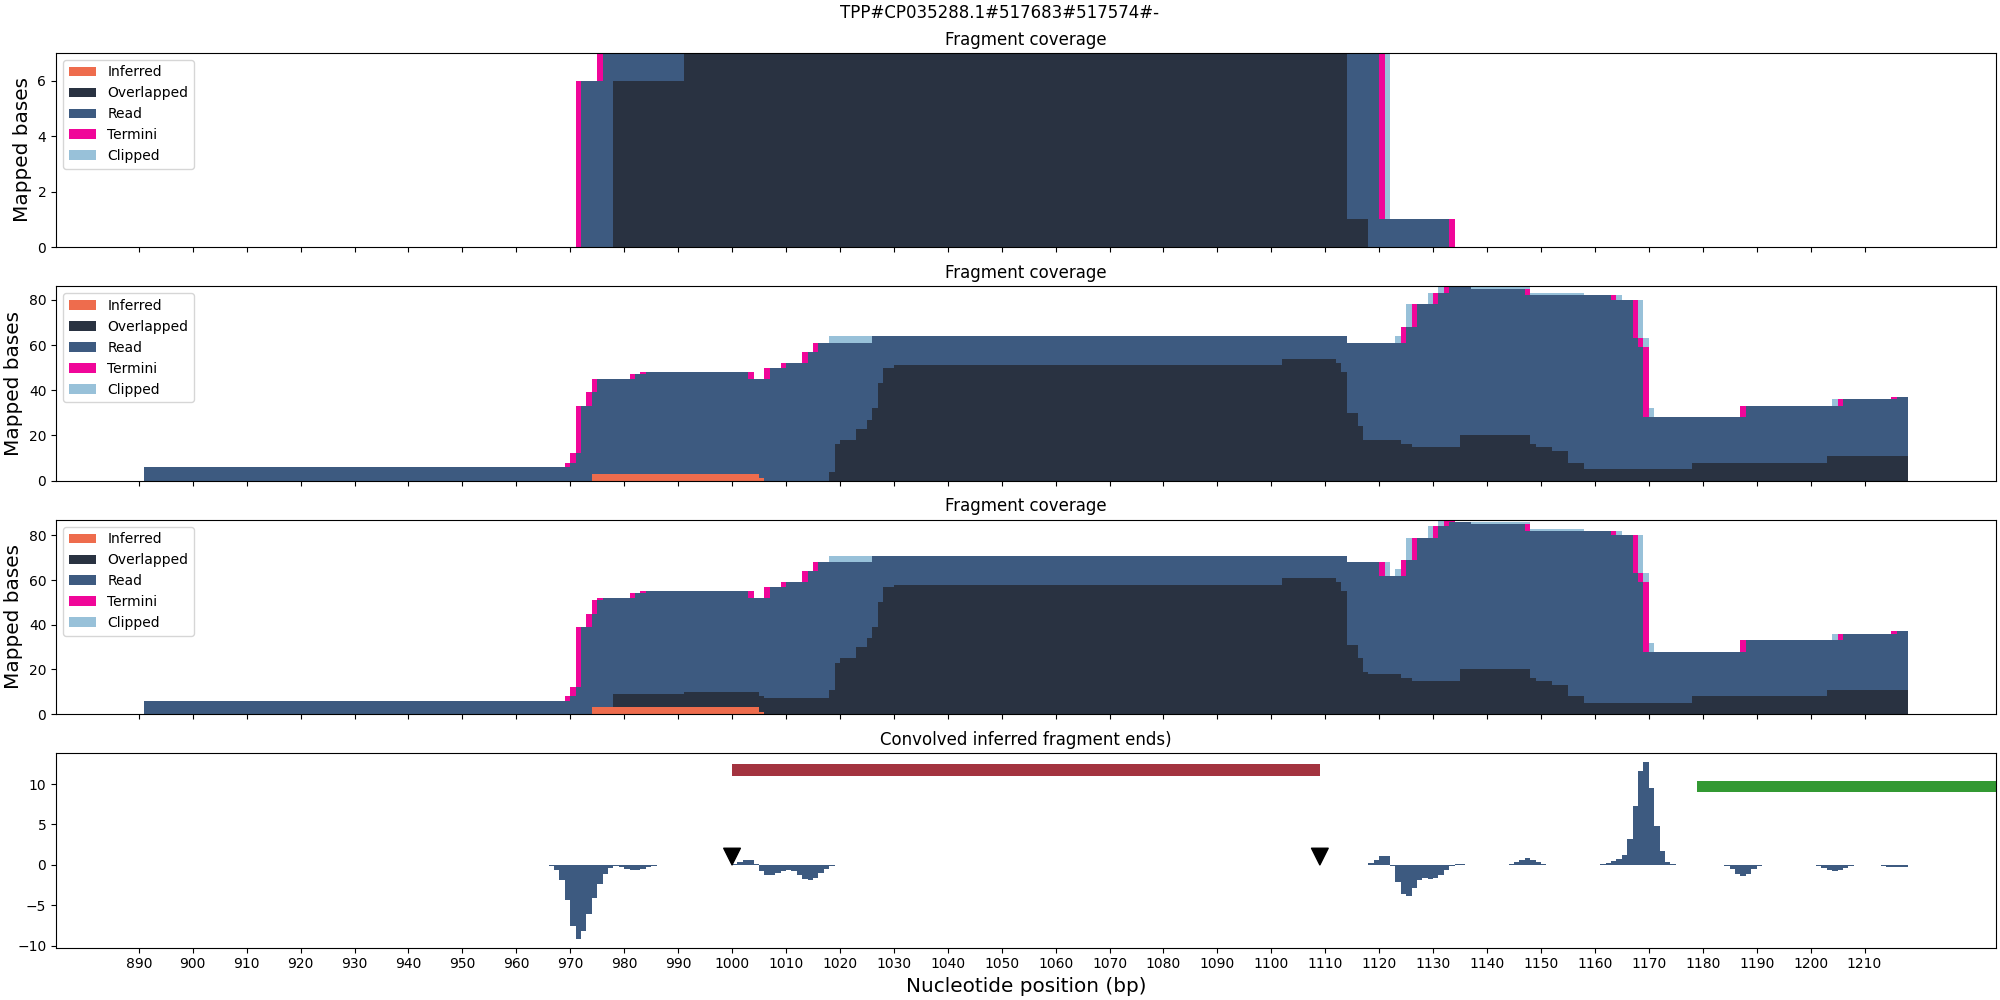 TPP#CP035288.1#517683#517574#-
Fragment coverage
Mapped bases
6
4
2
0
Inferred
Overlapped
Read
Termini
Clipped
Fragment coverage
Mapped bases
80
60
40
20
0
Inferred
Overlapped
Read
Termini
Clipped
Fragment coverage
Mapped bases
80
60
40
20
0
Inferred
Overlapped
Read
Termini
Clipped
Convolved inferred fragment ends)
10
5
0
−5
−10
890 900 910 920 930 940 950 960 970 980 990 1000 1010 1020 1030 1040 1050 1060 1070 1080 1090 1100 1110 1120 1130 1140 1150 1160 1170 1180 1190 1200 1210
Nucleotide position (bp)